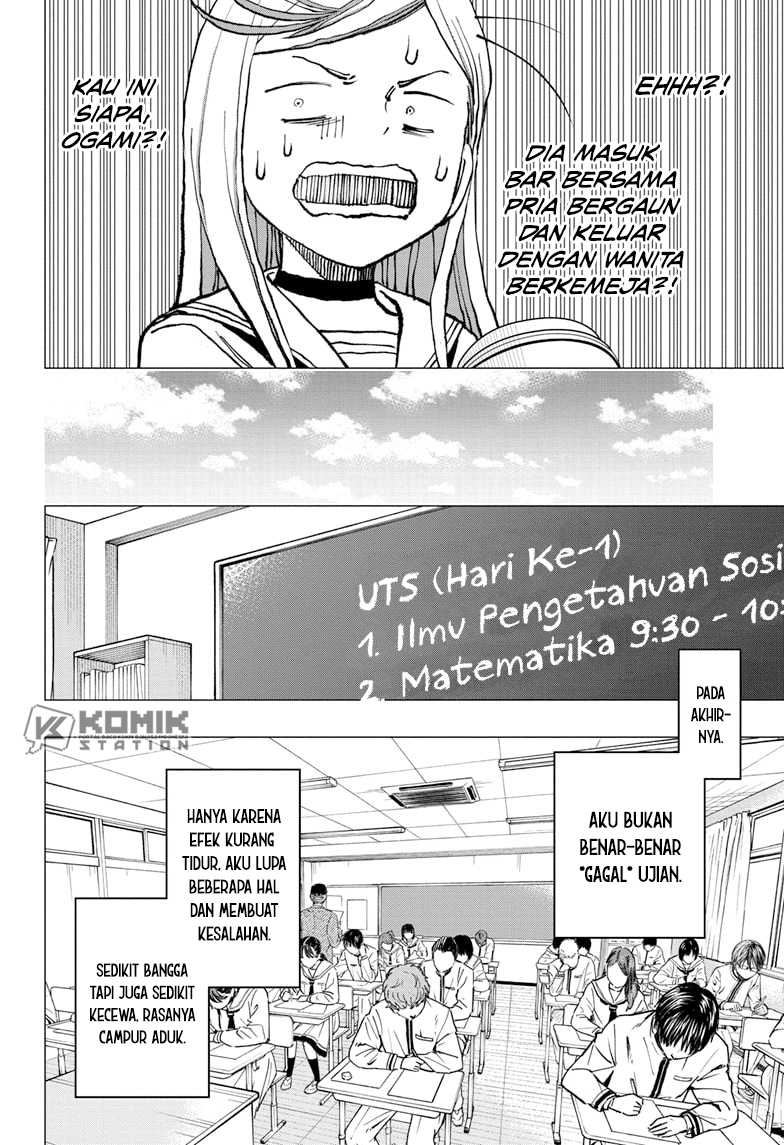 EHHH?!
DIA MASUK
BAR BERSAMA
PRIA BERGAUN
DAN KELUAR
DENGAN WANITA
BERKEMEJA?!
KAU INI
SIAPA,
OGAMI?!
UTS (Hari Ke-1)
1. Ilmu Pengetahuan Sosi
2. Matematika 9:30 - 10:
PADA
AKHIR-
NYA.
AKU BUKAN
BENAR-BENAR
"GAGAL" UJIAN.
HANYA KARENA
EFEK KURANG
TIDUR, AKU LUPA
BEBERAPA HAL
DAN MEMBUAT
KESALAHAN.
SEDIKIT BANGGA
TAPI JUGA SEDIKIT
KECEWA, RASANYA
CAMPUR ADUK.
KOMIK
STATION